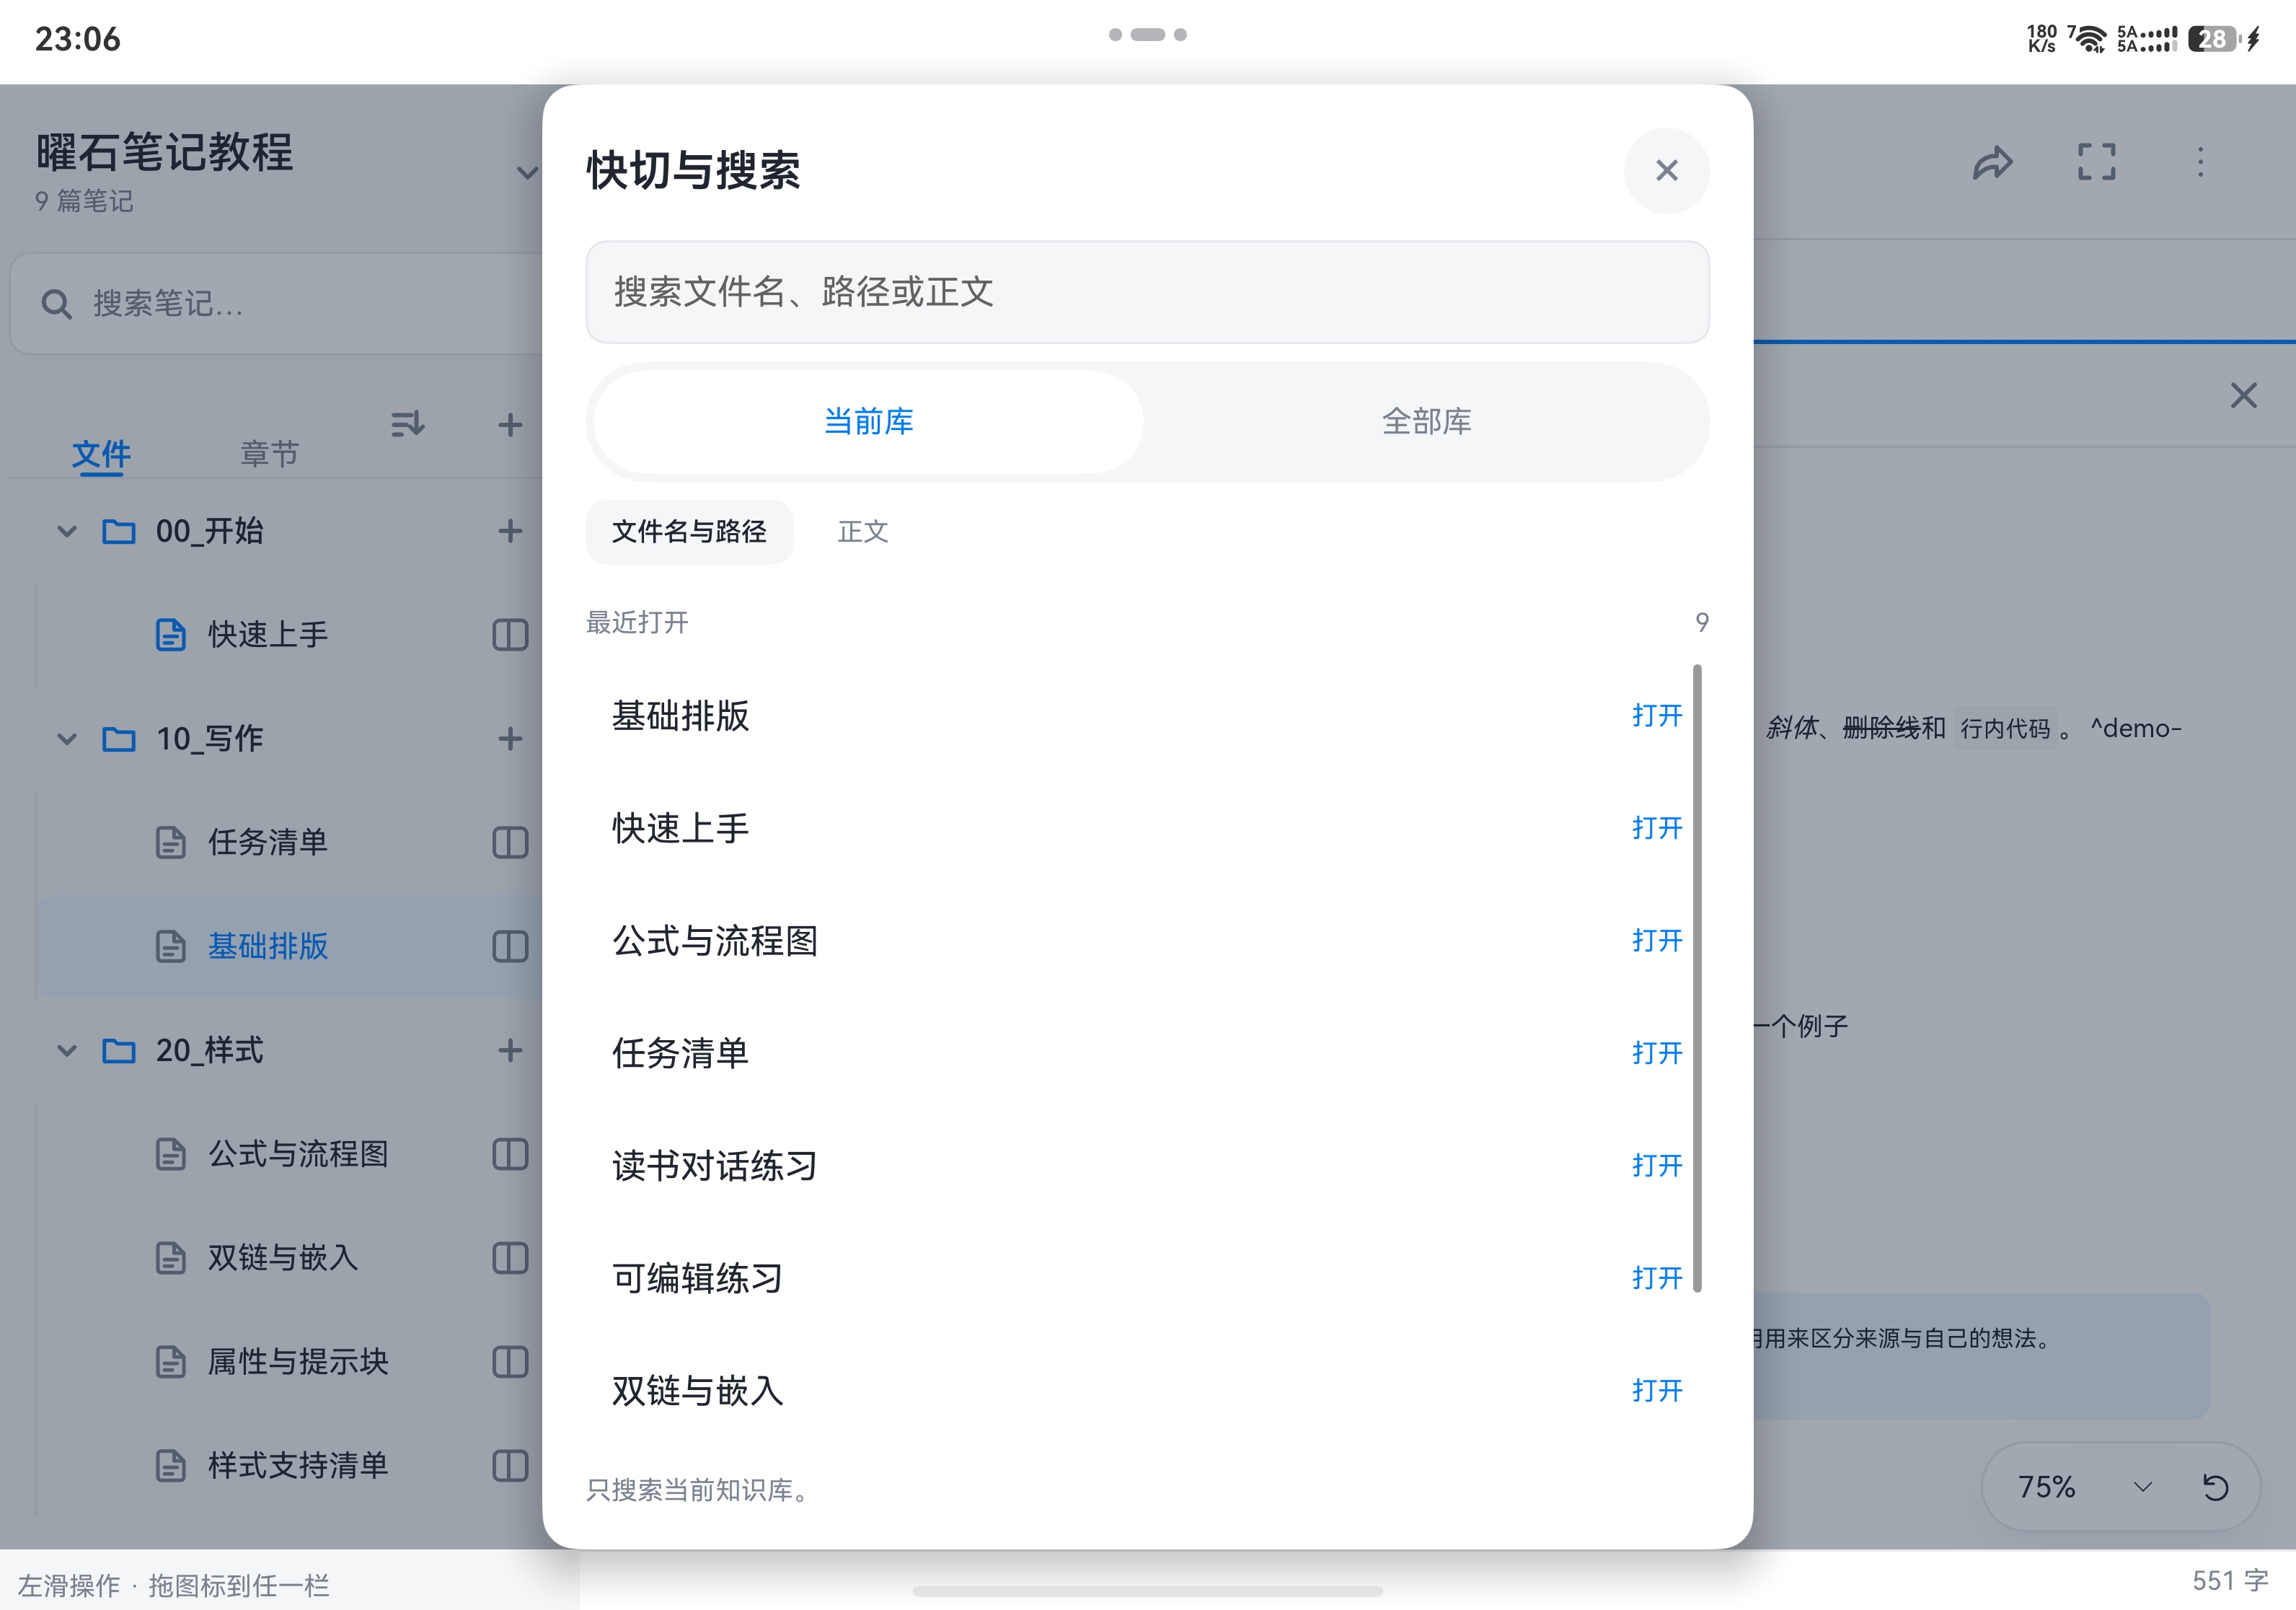 23:06
180 K/s
7
5A
5A
28
曜石笔记教程
9 篇笔记
搜索笔记...
文件
章节
00_开始
快速上手
10_写作
任务清单
基础排版
20_样式
公式与流程图
双链与嵌入
属性与提示块
样式支持清单
左滑操作 · 拖图标到任一栏
快切与搜索
搜索文件名、路径或正文
当前库
全部库
文件名与路径
正文
最近打开
9
基础排版
打开
快速上手
打开
公式与流程图
打开
任务清单
打开
读书对话练习
打开
可编辑练习
打开
双链与嵌入
打开
只搜索当前知识库。
斜体、删除线和 行内代码 。 ^demo-
一个例子
用来区分来源与自己的想法。
75%
551 字